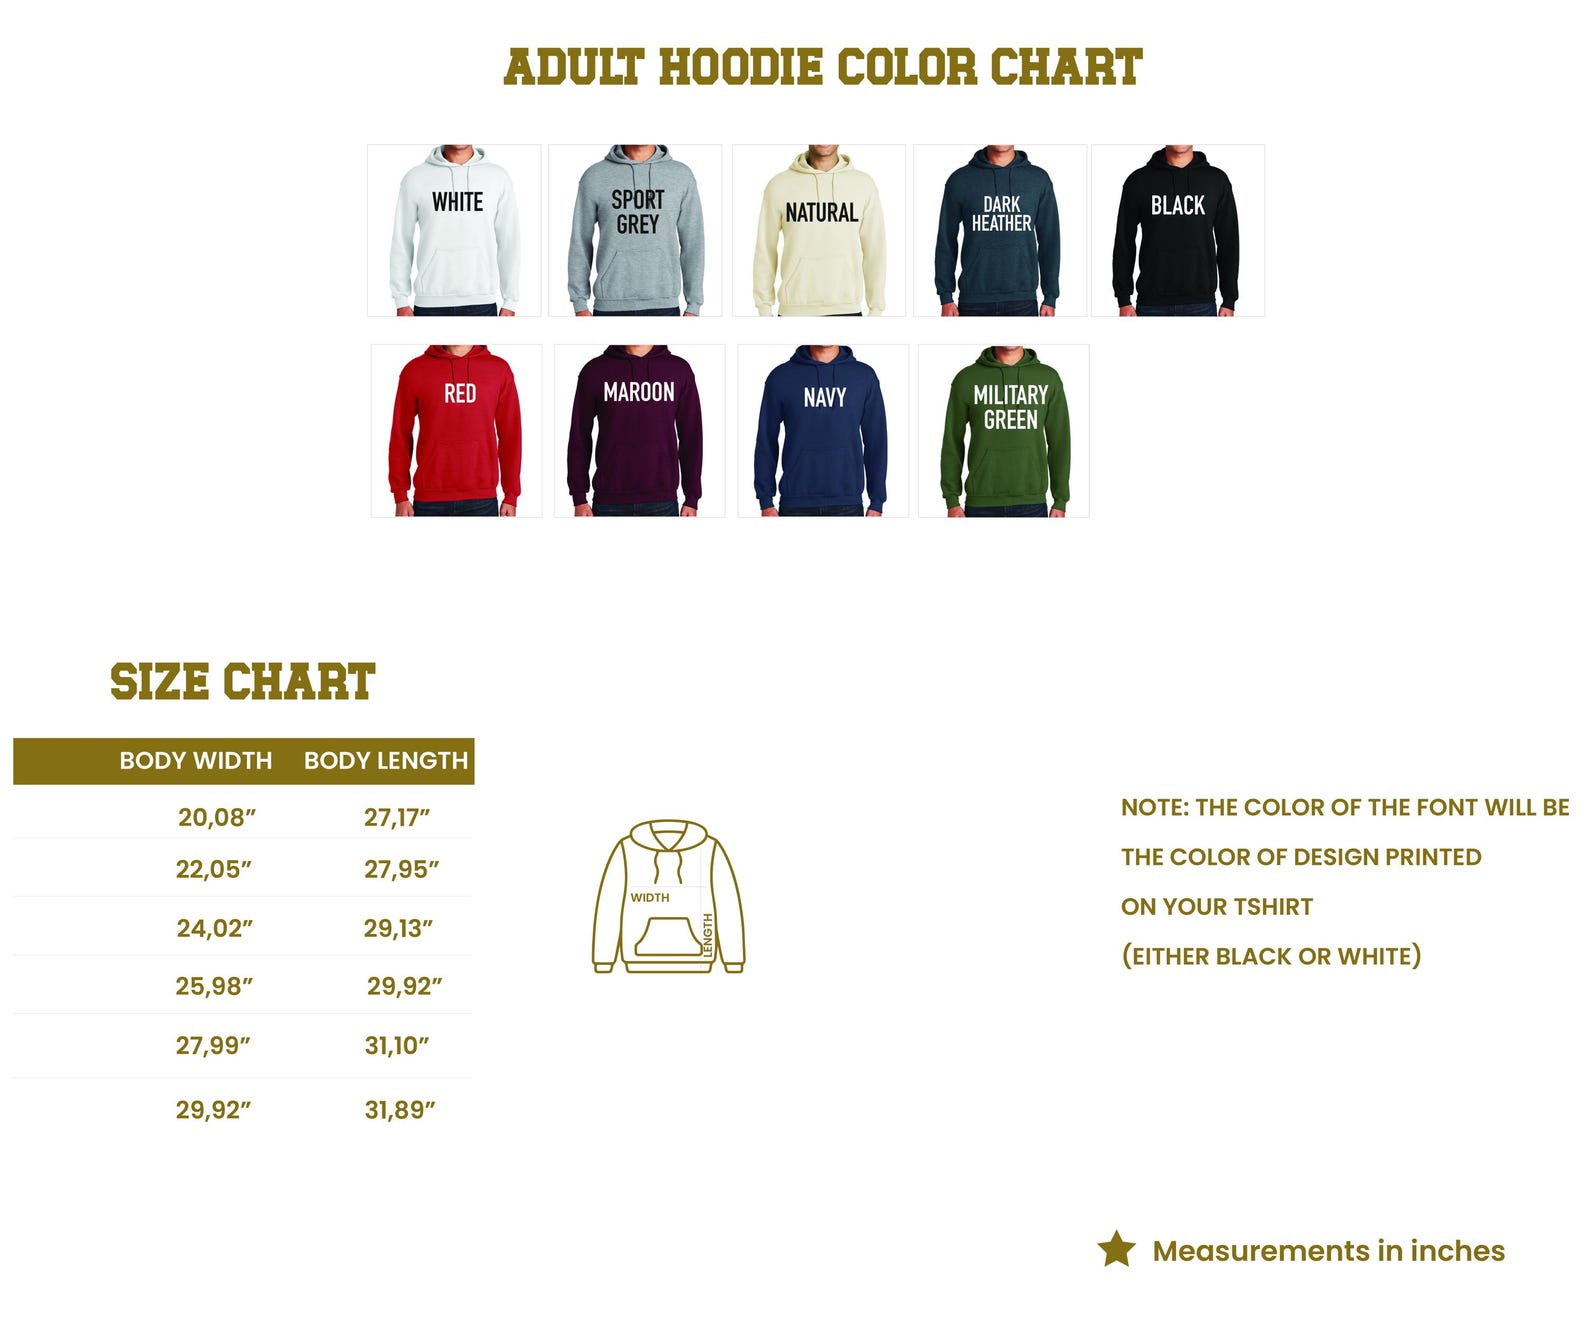 ADULT HOODIE COLOR CHART
WHITE
SPORT
GREY
NATURAL
DARK
HEATHER
BLACK
RED
MAROON
NAVY
MILITARY
GREEN
SIZE CHART
BODY WIDTH BODY LENGTH
20,08” 27,17”
22,05” 27,95”
24,02” 29,13”
25,98” 29,92”
27,99” 31,10”
29,92” 31,89”
WIDTH
LENGTH
NOTE: THE COLOR OF THE FONT WILL BE
THE COLOR OF DESIGN PRINTED
ON YOUR TSHIRT
(EITHER BLACK OR WHITE)
Measurements in inches